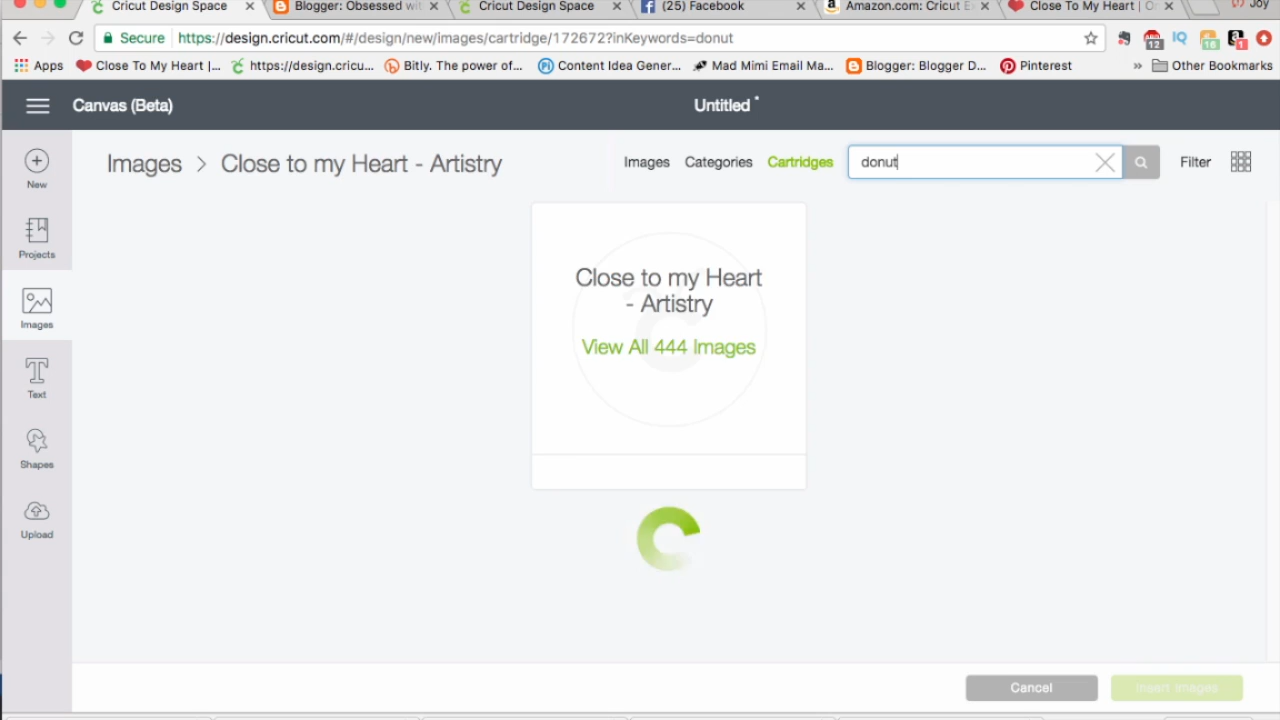 Cricut Design Space
Blogger: Obsessed wit
Cricut Design Space
(25) Facebook
Amazon.com: Cricut E
Close To My Heart | O
Joy
Secure https://design.cricut.com/#/design/new/images/cartridge/172672?inKeywords=donut
12
16
1
Apps
Close To My Heart |...
https://design.cricu...
Bitly. The power of...
Content Idea Gener...
Mad Mimi Email Ma...
Blogger: Blogger D...
Pinterest
» Other Bookmarks
Canvas (Beta)
Untitled *
New
Projects
Images
Text
Shapes
Upload
Images > Close to my Heart - Artistry
Images
Categories
Cartridges
donut
Filter
Close to my Heart
- Artistry
View All 444 Images
Cancel
Insert Images